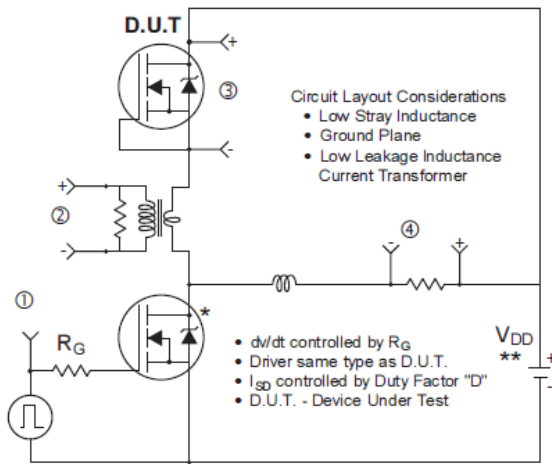 D.U.T
+
③
-
Circuit Layout Considerations
• Low Stray Inductance
• Ground Plane
• Low Leakage Inductance
Current Transformer
+
②
-
- ④ +
①
RG
*
• dv/dt controlled by RG
• Driver same type as D.U.T.
• ISD controlled by Duty Factor "D"
• D.U.T. - Device Under Test
VDD
**
+
-